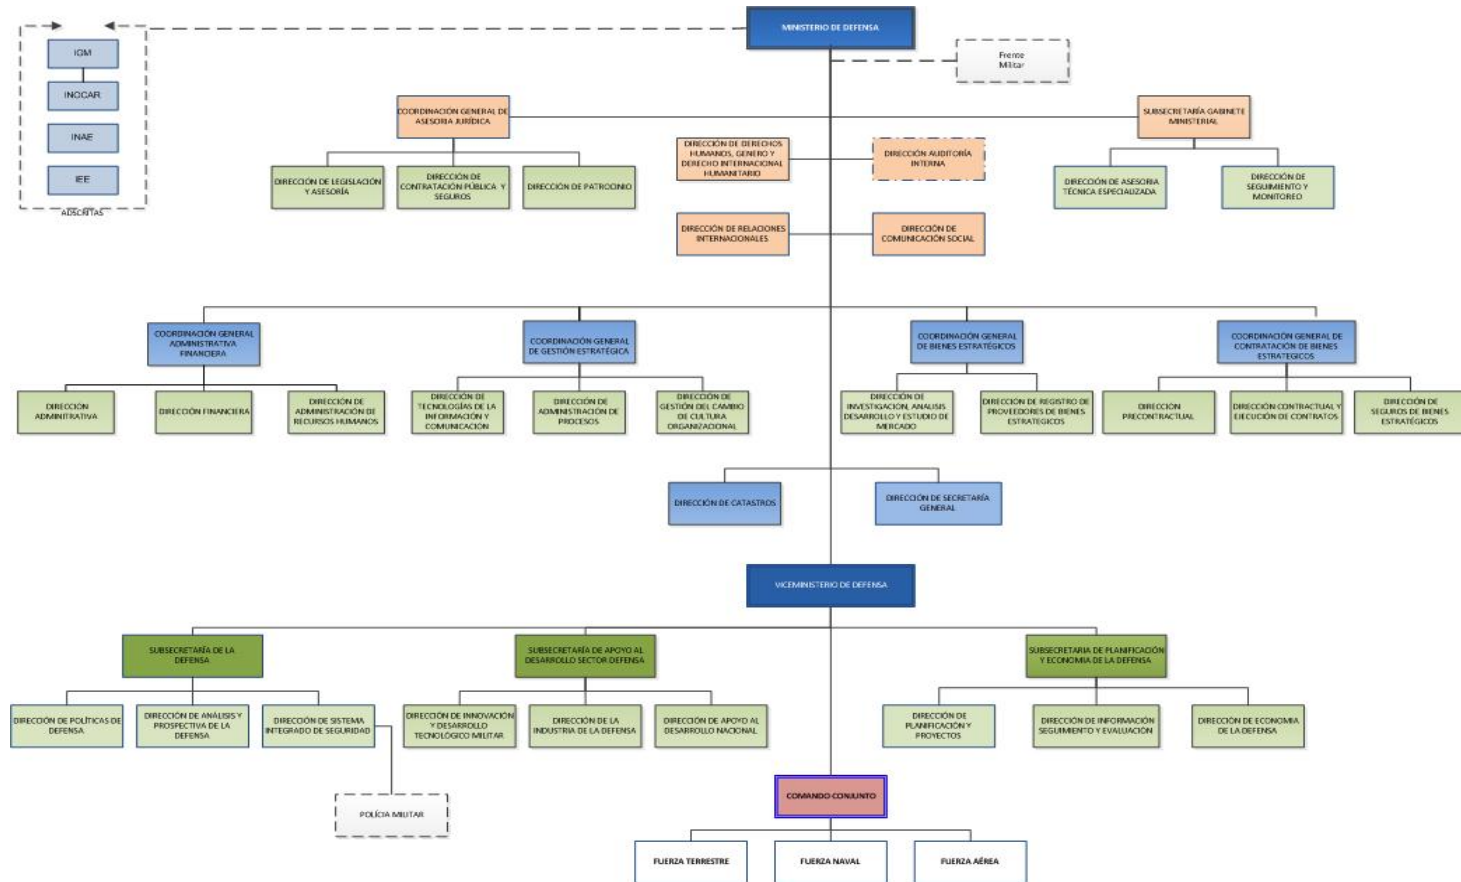 MINISTERIO DE DEFENSA
IGM
INOCAR
INAE
IEE
ADSCRITAS
Frente
Militar
COORDINACIÓN GENERAL DE
ASESORIA JURÍDICA
SUBSECRETARÍA GABINETE
MINISTERIAL
DIRECCIÓN DE DERECHOS
HUMANOS, GENERO Y
DERECHO INTERNACIONAL
HUMANITARIO
DIRECCIÓN AUDITORÍA
INTERNA
DIRECCIÓN DE LEGISLACIÓN
Y ASESORÍA
DIRECCIÓN DE
CONTRATACIÓN PÚBLICA Y
SEGUROS
DIRECCIÓN DE PATROCINIO
DIRECCIÓN DE ASESORIA
TÉCNICA ESPECIALIZADA
DIRECCIÓN DE
SEGUIMIENTO Y
MONITOREO
DIRECCIÓN DE RELACIONES
INTERNACIONALES
DIRECCIÓN DE
COMUNICACIÓN SOCIAL
COORDINACIÓN GENERAL
ADMINISTRATIVA
FINANCIERA
COORDINACIÓN GENERAL
DE GESTIÓN ESTRATÉGICA
COORDINACIÓN GENERAL
DE BIENES ESTRATÉGICOS
COORDINACIÓN GENERAL DE
CONTRATACIÓN DE BIENES
ESTRATEGICOS
DIRECCIÓN
ADMINITRATIVA
DIRECCIÓN FINANCIERA
DIRECCIÓN DE
ADMINISTRACIÓN DE
RECURSOS HUMANOS
DIRECCIÓN DE
TECNOLOGÍAS DE LA
INFORMACIÓN Y
COMUNICACIÓN
DIRECCIÓN DE
ADMINISTRACIÓN DE
PROCESOS
DIRECCIÓN DE
GESTIÓN DEL CAMBIO
DE CULTURA
ORGANIZACIONAL
DIRECCIÓN DE
INVESTIGACIÓN, ANALISIS
DESARROLLO Y ESTUDIO DE
MERCADO
DIRECCIÓN DE REGISTRO DE
PROVEEDORES DE BIENES
ESTRATEGICOS
DIRECCIÓN
PRECONTRACTUAL
DIRECCIÓN CONTRACTUAL Y
EJECUCIÓN DE CONTRATOS
DIRECCIÓN DE
SEGUROS DE BIENES
ESTRATÉGICOS
DIRECCIÓN DE CATASTROS
DIRECCIÓN DE SECRETARÍA
GENERAL
VICEMINISTERIO DE DEFENSA
SUBSECRETARÍA DE LA
DEFENSA
SUBSECRETARÍA DE APOYO AL
DESARROLLO SECTOR DEFENSA
SUBSECRETARIA DE PLANIFICACIÓN
Y ECONOMIA DE LA DEFENSA
DIRECCIÓN DE POLÍTICAS DE
DEFENSA
DIRECCIÓN DE ANÁLISIS Y
PROSPECTIVA DE LA
DEFENSA
DIRECCIÓN DE SISTEMA
INTEGRADO DE SEGURIDAD
DIRECCIÓN DE INNOVACIÓN
Y DESARROLLO
TECNOLÓGICO MILITAR
DIRECCIÓN DE LA
INDUSTRIA DE LA DEFENSA
DIRECCIÓN DE APOYO AL
DESARROLLO NACIONAL
DIRECCIÓN DE
PLANIFICACIÓN Y
PROYECTOS
DIRECCIÓN DE INFORMACIÓN
SEGUIMIENTO Y EVALUACIÓN
DIRECCIÓN DE ECONOMIA
DE LA DEFENSA
POLÍCIA MILITAR
COMANDO CONJUNTO
FUERZA TERRESTRE
FUERZA NAVAL
FUERZA AÉREA